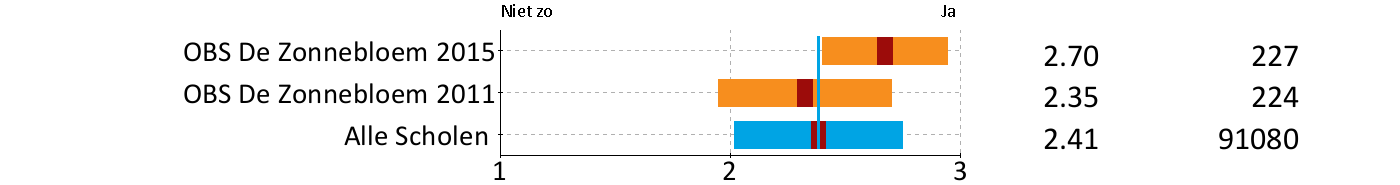 Niet zo Ja
OBS De Zonnebloem 2015 2.70 227
OBS De Zonnebloem 2011 2.35 224
Alle Scholen 2.41 91080
1 2 3